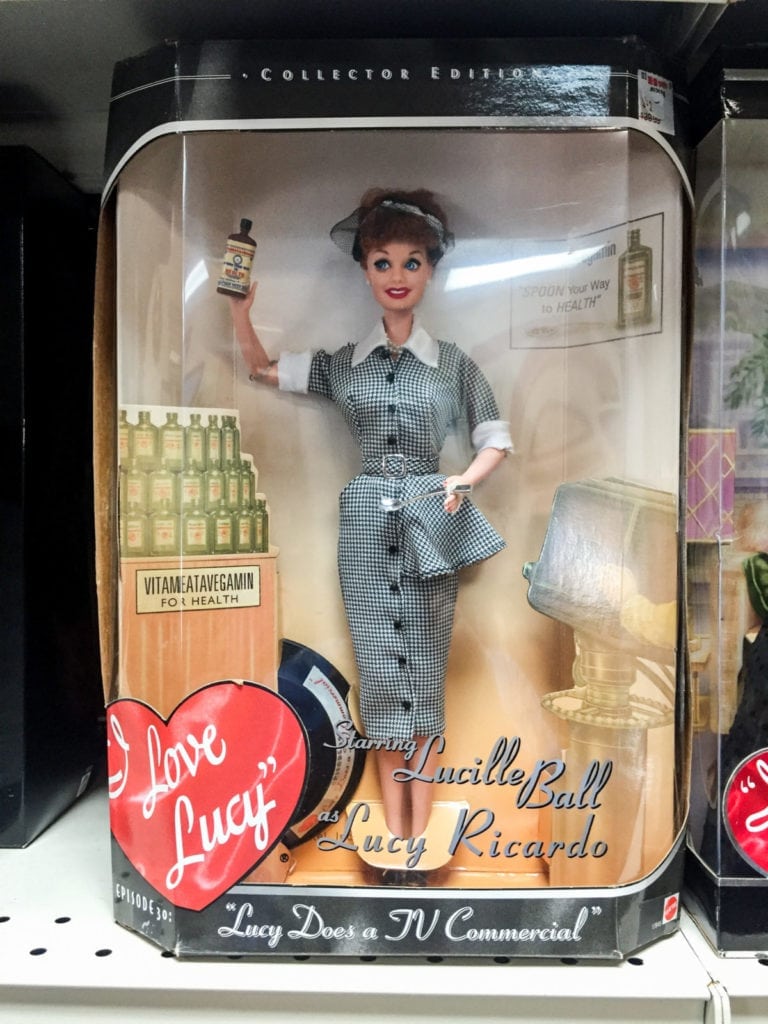 • COLLECTOR EDITION
"SPOON Your Way
to HEALTH"
VITAMEATAVEGAMIN
FOR HEALTH
I Love
Lucy"
®
Starring
Lucille Ball
as Lucy Ricardo
EPISODE 30:
"Lucy Does a TV Commercial"